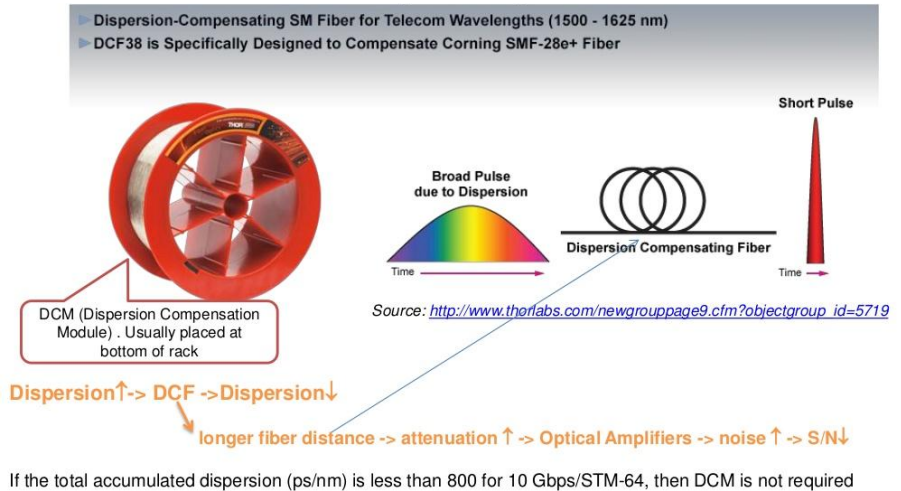 Dispersion-Compensating SM Fiber for Telecom Wavelengths (1500 - 1625 nm)
DCF38 is Specifically Designed to Compensate Corning SMF-28e+ Fiber
Short Pulse
THOR
Broad Pulse
due to Dispersion
Dispersion Compensating Fiber
Time
Time
DCM (Dispersion Compensation
Module) . Usually placed at
bottom of rack
Source: http://www.thorlabs.com/newgrouppage9.cfm?objectgroup_id=5719
Dispersion↑-> DCF ->Dispersion↓
longer fiber distance -> attenuation ↑ -> Optical Amplifiers -> noise ↑ -> S/N↓
If the total accumulated dispersion (ps/nm) is less than 800 for 10 Gbps/STM-64, then DCM is not required